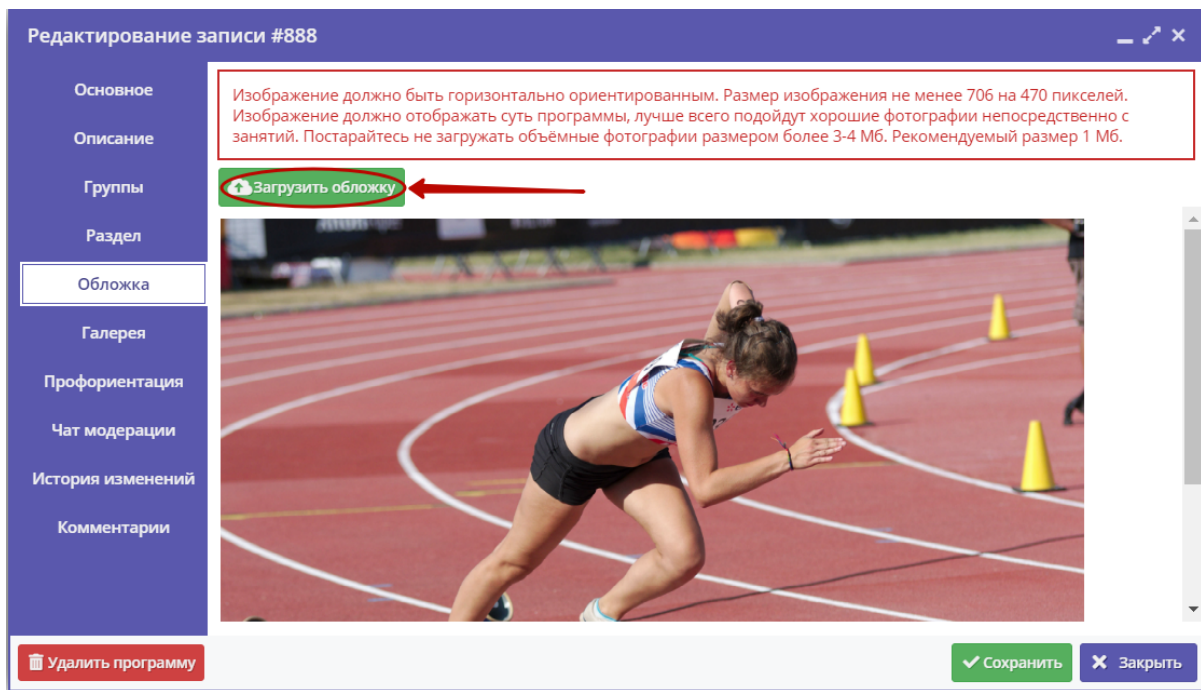 Редактирование записи #888
Основное
Описание
Группы
Раздел
Обложка
Галерея
Профориентация
Чат модерации
История изменений
Комментарии
Изображение должно быть горизонтально ориентированным. Размер изображения не менее 706 на 470 пикселей.
Изображение должно отображать суть программы, лучше всего подойдут хорошие фотографии непосредственно с
занятий. Постарайтесь не загружать объёмные фотографии размером более 3-4 Мб. Рекомендуемый размер 1 Мб.
Загрузить обложку
Удалить программу
Сохранить
Закрыть